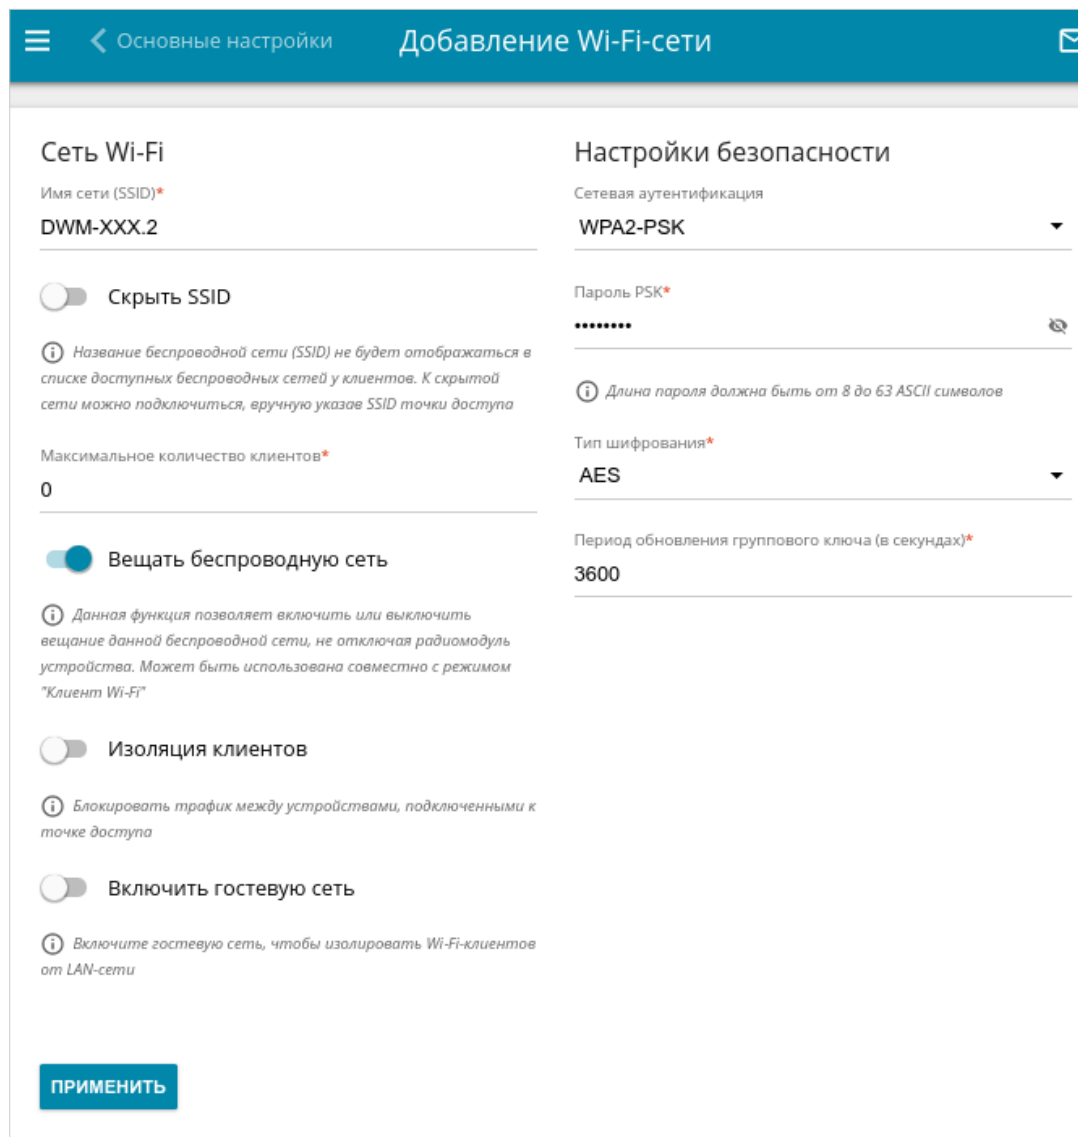 Основные настройки
Добавление Wi-Fi-сети
Сеть Wi-Fi
Имя сети (SSID)*
DWM-XXX.2
Скрыть SSID
Название беспроводной сети (SSID) не будет отображаться в
списке доступных беспроводных сетей у клиентов. К скрытой
сети можно подключиться, вручную указав SSID точки доступа
Максимальное количество клиентов*
0
Вещать беспроводную сеть
Данная функция позволяет включить или выключить
вещание данной беспроводной сети, не отключая радиомодуль
устройства. Может быть использована совместно с режимом
"Клиент Wi-Fi"
Изоляция клиентов
Блокировать трафик между устройствами, подключенными к
точке доступа
Включить гостевую сеть
Включите гостевую сеть, чтобы изолировать Wi-Fi-клиентов
от LAN-сети
ПРИМЕНИТЬ
Настройки безопасности
Сетевая аутентификация
WPA2-PSK
Пароль PSK*
••••••••
Длина пароля должна быть от 8 до 63 ASCII символов
Тип шифрования*
AES
Период обновления группового ключа (в секундах)*
3600